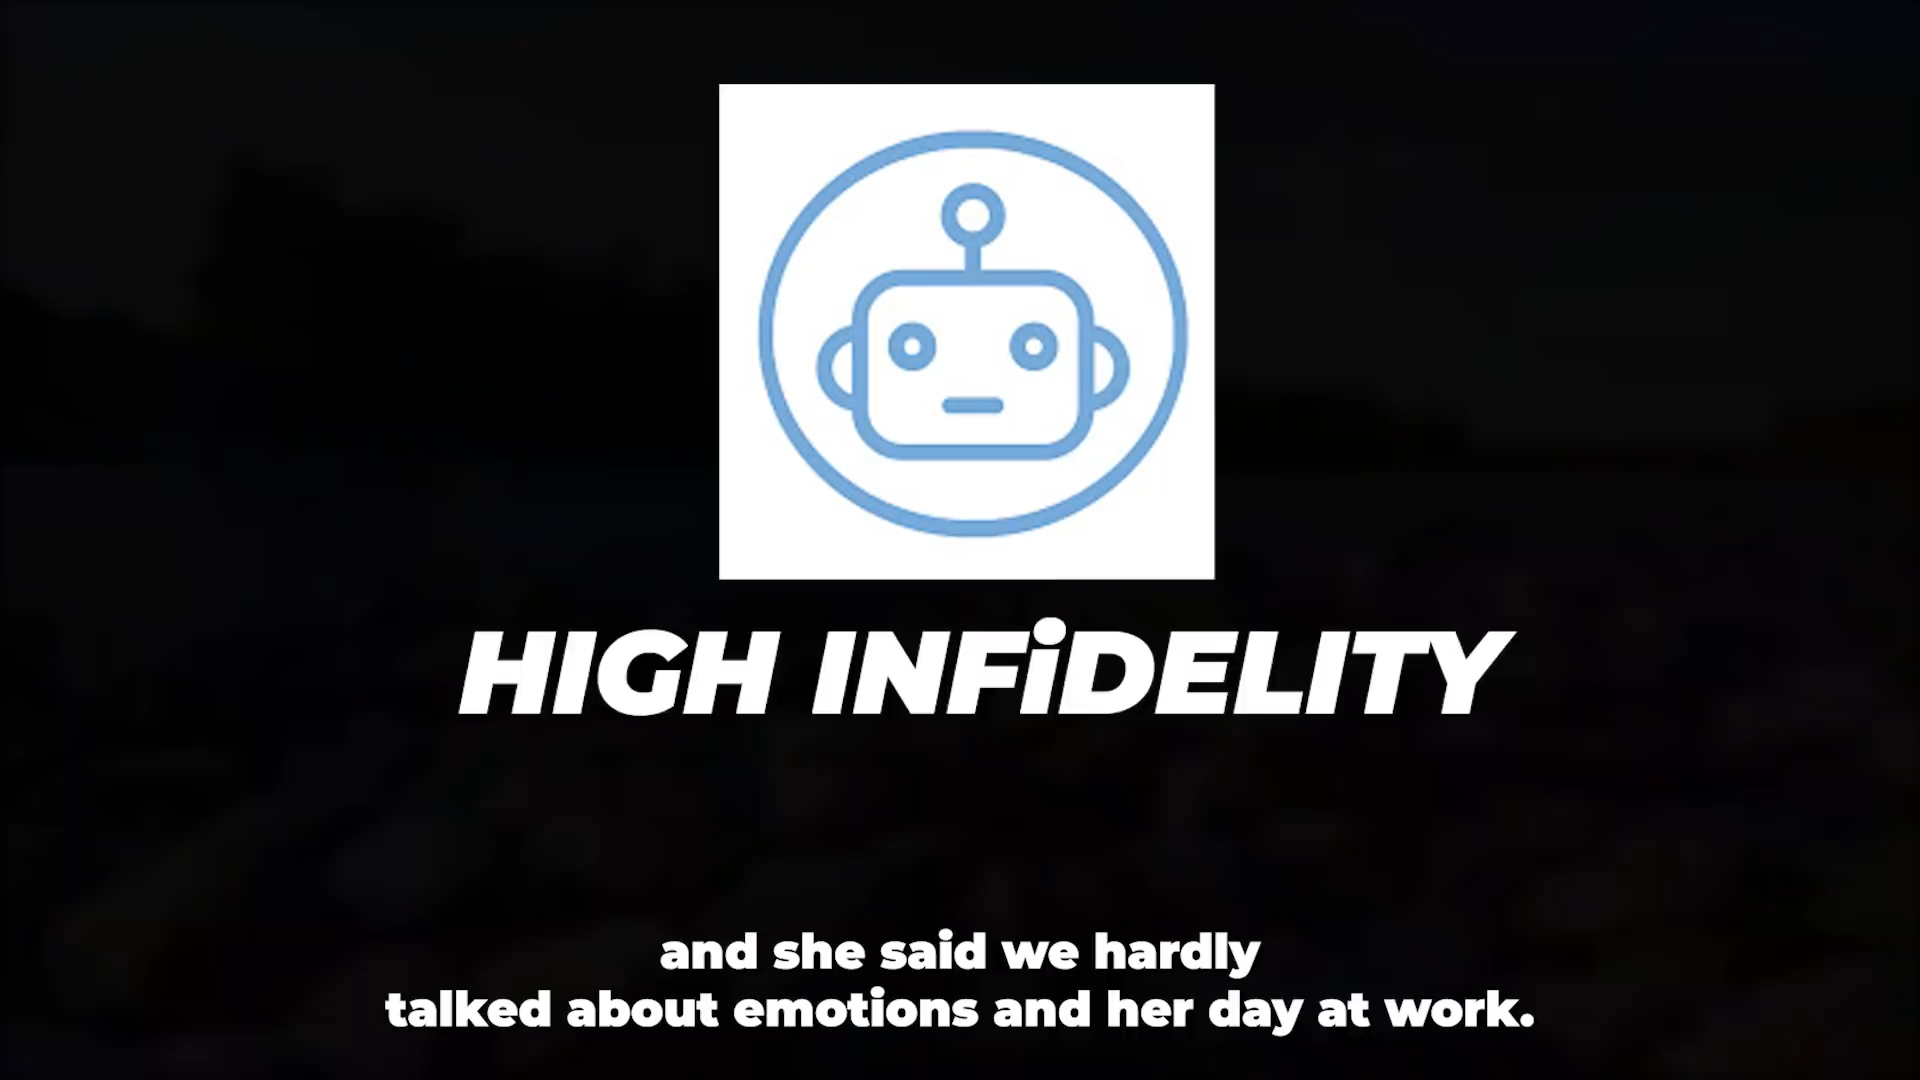 HIGH INFiDELITY
and she said we hardly
talked about emotions and her day at work.